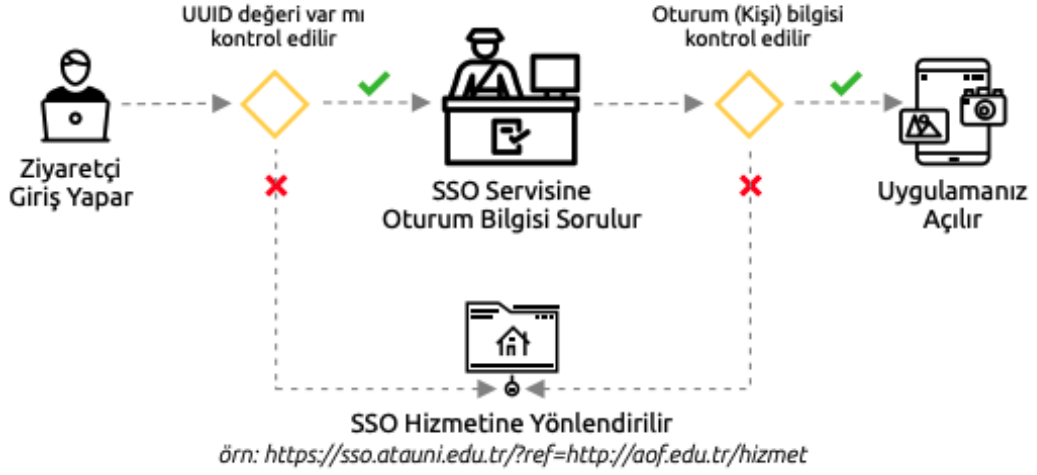 UUID değeri var mı
kontrol edilir
Oturum (Kişi) bilgisi
kontrol edilir
Ziyaretçi
Giriş Yapar
SSO Servisine
Oturum Bilgisi Sorulur
Uygulamanız
Açılır
SSO Hizmetine Yönlendirilir
örn: https://sso.atauni.edu.tr/?ref=http://aof.edu.tr/hizmet